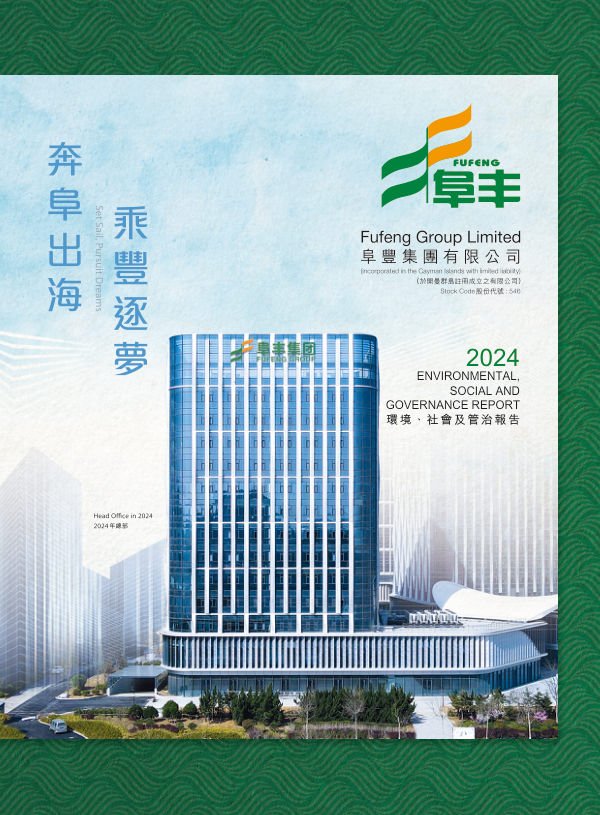 奔阜出海
乘豐逐夢
Set Sail, Pursuit Dreams
FUFENG
阜丰
Fufeng Group Limited
阜豐集團有限公司
(incorporated in the Cayman Islands with limited liability)
(於開曼群島註冊成立之有限公司)
Stock Code 股份代號 : 546
2024
ENVIRONMENTAL,
SOCIAL AND
GOVERNANCE REPORT
環境、社會及管治報告
阜丰集团
FUFENG GROUP
Head Office in 2024
2024年總部